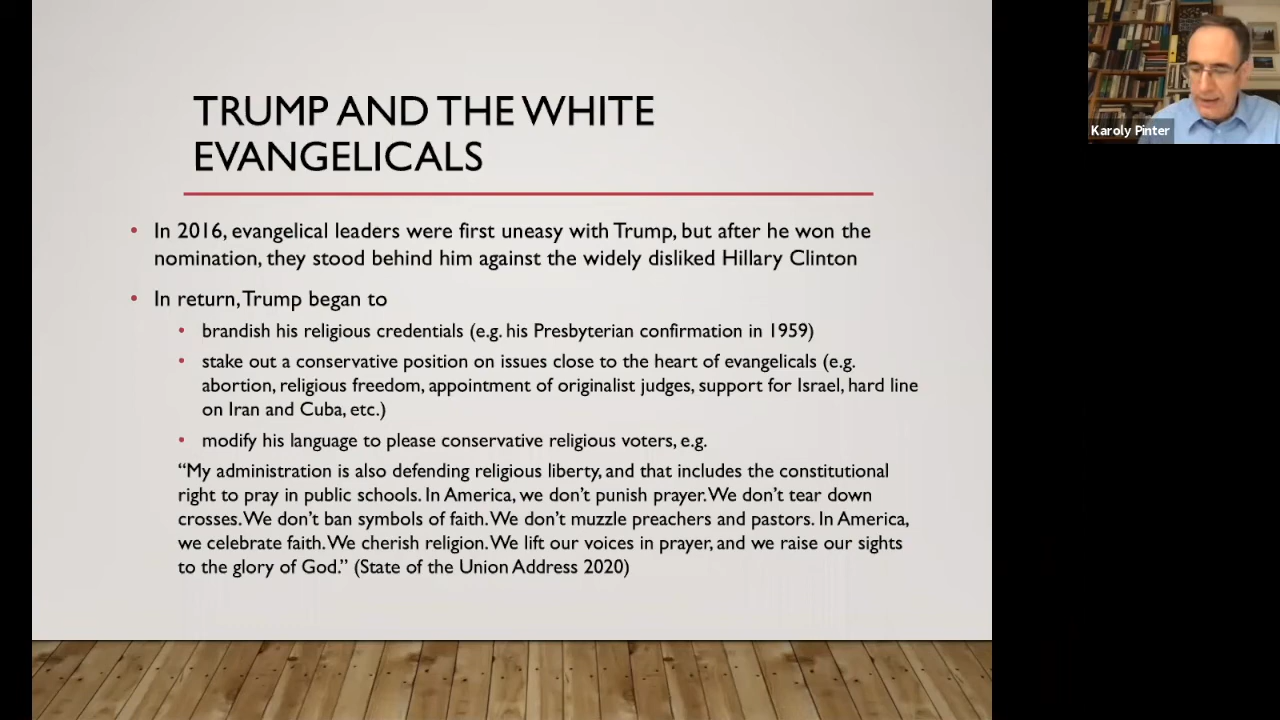 TRUMP AND THE WHITE
EVANGELICALS
• In 2016, evangelical leaders were first uneasy with Trump, but after he won the
nomination, they stood behind him against the widely disliked Hillary Clinton
• In return, Trump began to
• brandish his religious credentials (e.g. his Presbyterian confirmation in 1959)
• stake out a conservative position on issues close to the heart of evangelicals (e.g.
abortion, religious freedom, appointment of originalist judges, support for Israel, hard line
on Iran and Cuba, etc.)
• modify his language to please conservative religious voters, e.g.
“My administration is also defending religious liberty, and that includes the constitutional
right to pray in public schools. In America, we don’t punish prayer. We don’t tear down
crosses. We don’t ban symbols of faith. We don’t muzzle preachers and pastors. In America,
we celebrate faith. We cherish religion. We lift our voices in prayer, and we raise our sights
to the glory of God.” (State of the Union Address 2020)
Karoly Pinter